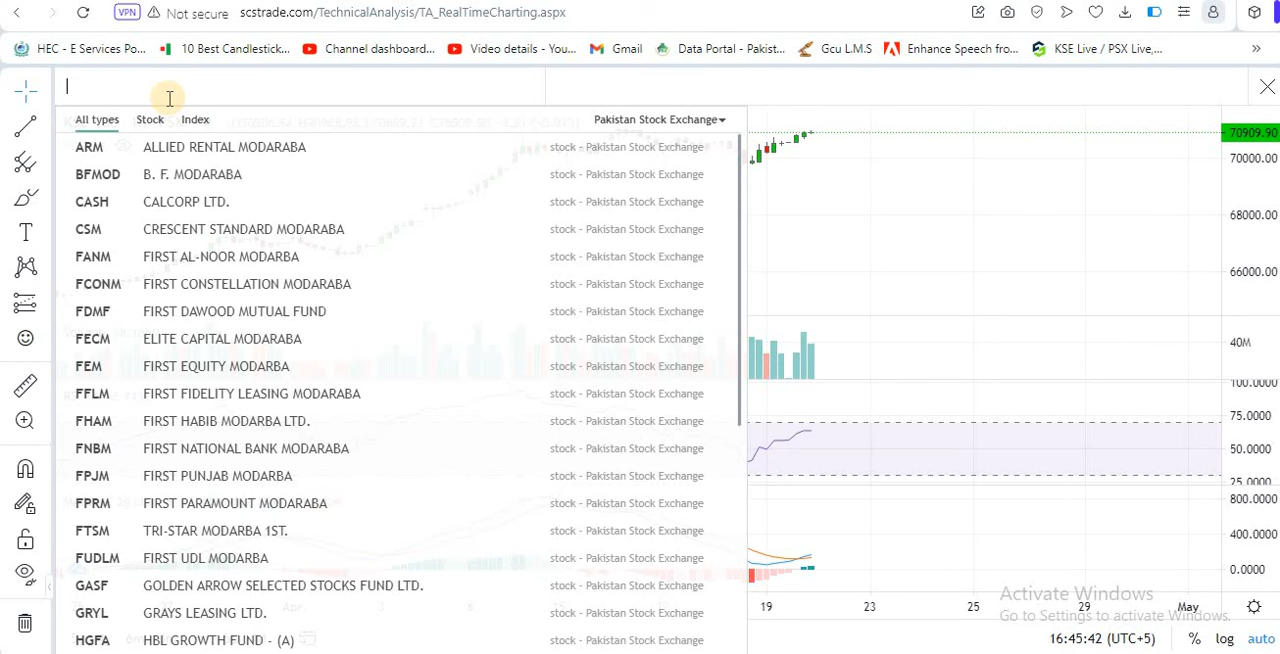 VPN Not secure scstrade.com/TechnicalAnalysis/TA_RealTimeCharting.aspx
HEC - E Services Po... 10 Best Candlestick... Channel dashboard... Video details - You... Gmail Data Portal - Pakist... Gcu L.M.S Enhance Speech fro... KSE Live / PSX Live,... »
All types Stock Index Pakistan Stock Exchange
ARM ALLIED RENTAL MODARABA stock - Pakistan Stock Exchange
BFMOD B. F. MODARABA stock - Pakistan Stock Exchange
CASH CALCORP LTD. stock - Pakistan Stock Exchange
CSM CRESCENT STANDARD MODARABA stock - Pakistan Stock Exchange
FANM FIRST AL-NOOR MODARBA stock - Pakistan Stock Exchange
FCONM FIRST CONSTELLATION MODARABA stock - Pakistan Stock Exchange
FDMF FIRST DAWOOD MUTUAL FUND stock - Pakistan Stock Exchange
FECM ELITE CAPITAL MODARABA stock - Pakistan Stock Exchange
FEM FIRST EQUITY MODARBA stock - Pakistan Stock Exchange
FFLM FIRST FIDELITY LEASING MODARABA stock - Pakistan Stock Exchange
FHAM FIRST HABIB MODARBA LTD. stock - Pakistan Stock Exchange
FNBM FIRST NATIONAL BANK MODARABA stock - Pakistan Stock Exchange
FPJM FIRST PUNJAB MODARBA stock - Pakistan Stock Exchange
FPRM FIRST PARAMOUNT MODARABA stock - Pakistan Stock Exchange
FTSM TRI-STAR MODARBA 1ST. stock - Pakistan Stock Exchange
FUDLM FIRST UDL MODARBA stock - Pakistan Stock Exchange
GASF GOLDEN ARROW SELECTED STOCKS FUND LTD. stock - Pakistan Stock Exchange
GRYL GRAYS LEASING LTD. stock - Pakistan Stock Exchange
HGFA HBL GROWTH FUND - (A) stock - Pakistan Stock Exchange
70909.90
70000.00
68000.00
66000.00
40M
100.0000
75.0000
50.0000
25.0000
800.0000
400.0000
0.0000
Apr. 3 6
19 23 25 29 May
Activate Windows
Go to Settings to activate Windows.
16:45:42 (UTC+5) % log auto